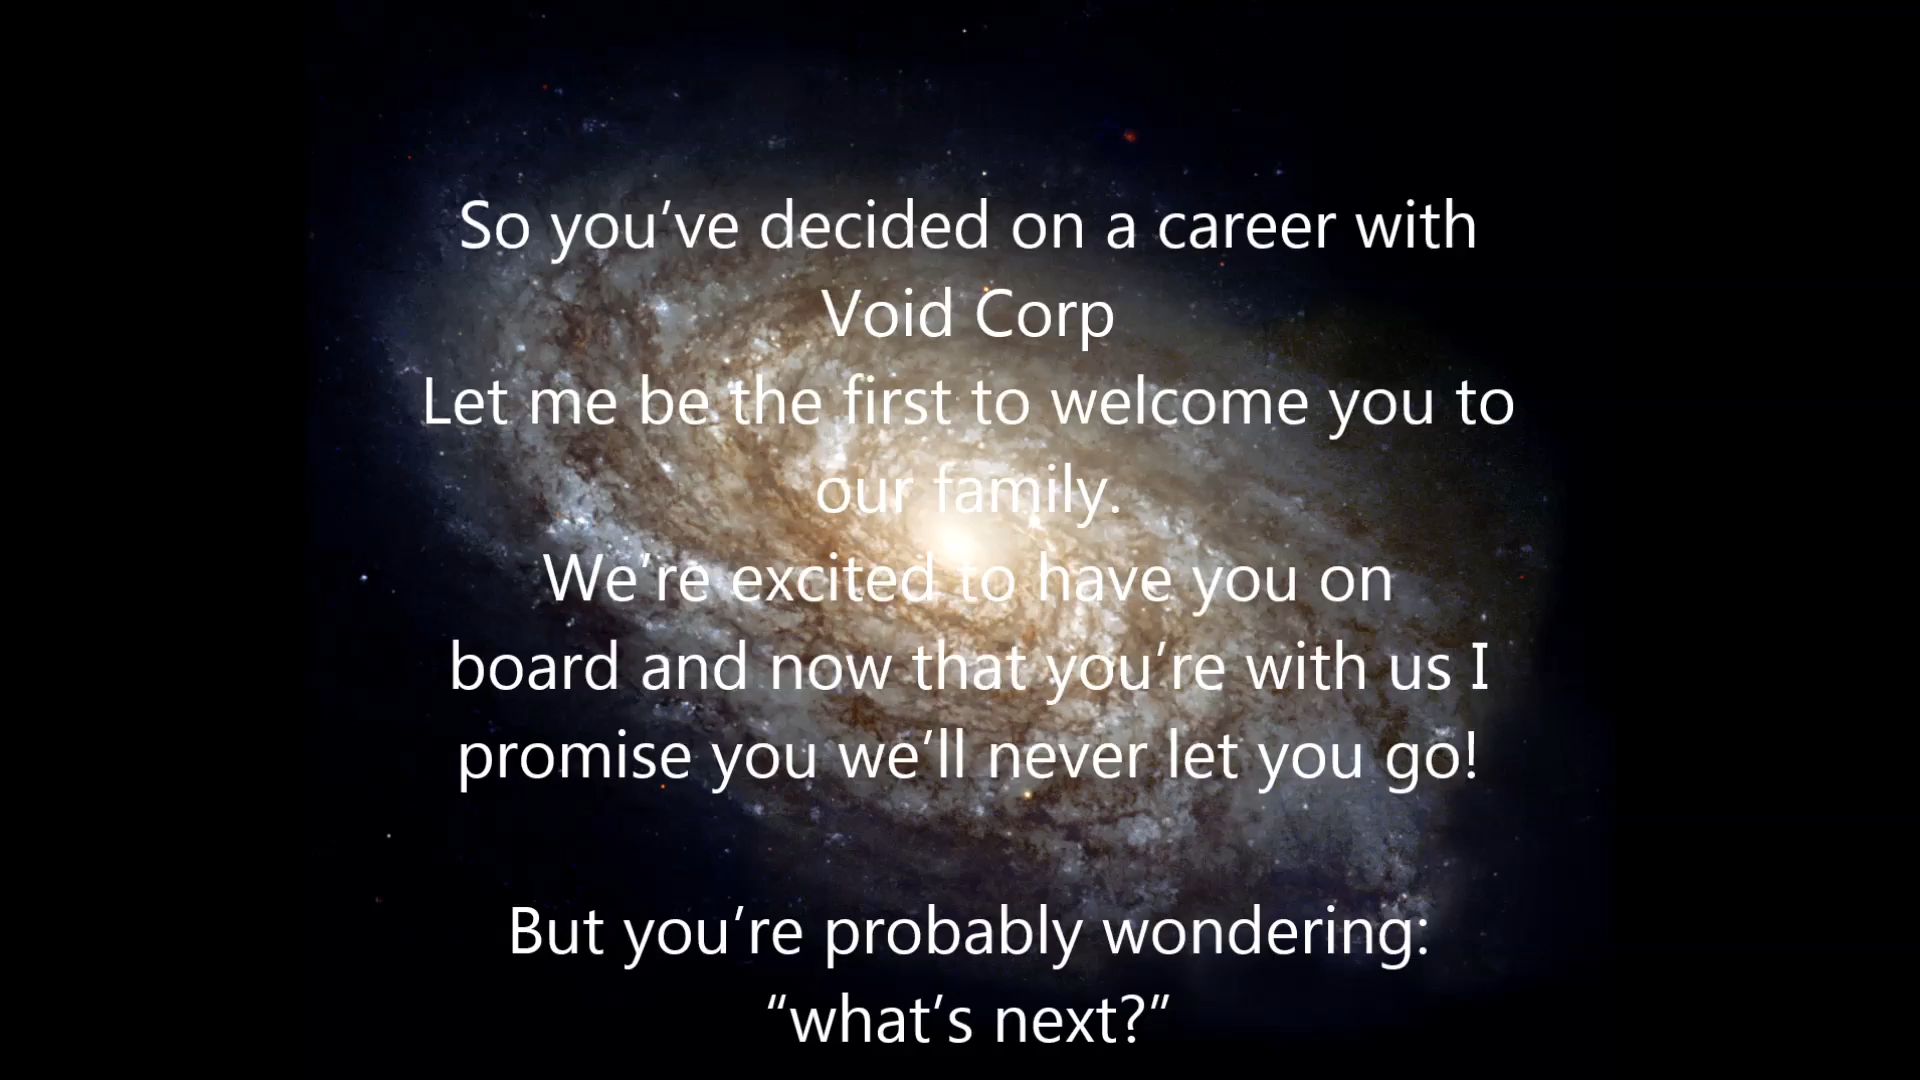 So you’ve decided on a career with
Void Corp
Let me be the first to welcome you to
our family.
We’re excited to have you on
board and now that you’re with us I
promise you we’ll never let you go!
But you’re probably wondering:
“what’s next?”